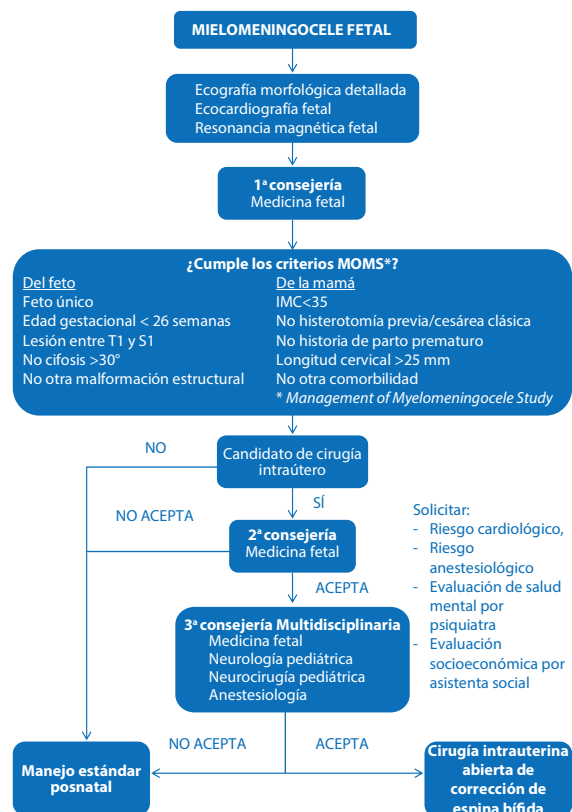 MIELOMENINGOCELE FETAL
Ecografía morfológica detallada
Ecocardiografía fetal
Resonancia magnética fetal
1ª consejería
Medicina fetal
¿Cumple los criterios MOMS*?
Del feto
Feto único
Edad gestacional < 26 semanas
Lesión entre T1 y S1
No cifosis >30°
No otra malformación estructural
De la mamá
IMC<35
No histerotomía previa/cesárea clásica
No historia de parto prematuro
Longitud cervical >25 mm
No otra comorbilidad
* Management of Myelomeningocele Study
NO
Candidato de cirugía
intraútero
SÍ
NO ACEPTA
2ª consejería
Medicina fetal
ACEPTA
Solicitar:
- Riesgo cardiológico,
- Riesgo
anestesiológico
- Evaluación de salud
mental por
psiquiatra
- Evaluación
socioeconómica por
asistenta social
3ª consejería Multidisciplinaria
Medicina fetal
Neurología pediátrica
Neurocirugía pediátrica
Anestesiología
NO ACEPTA
ACEPTA
Manejo estándar
posnatal
Cirugía intrauterina
abierta de
corrección de
espina bífida